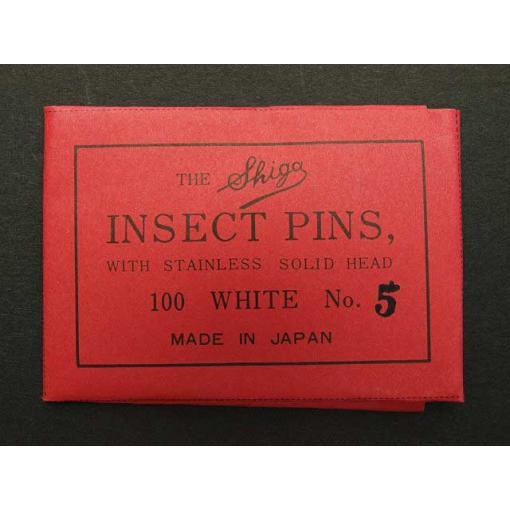 THE Shiga
INSECT PINS,
WITH STAINLESS SOLID HEAD
100 WHITE No. 5
MADE IN JAPAN